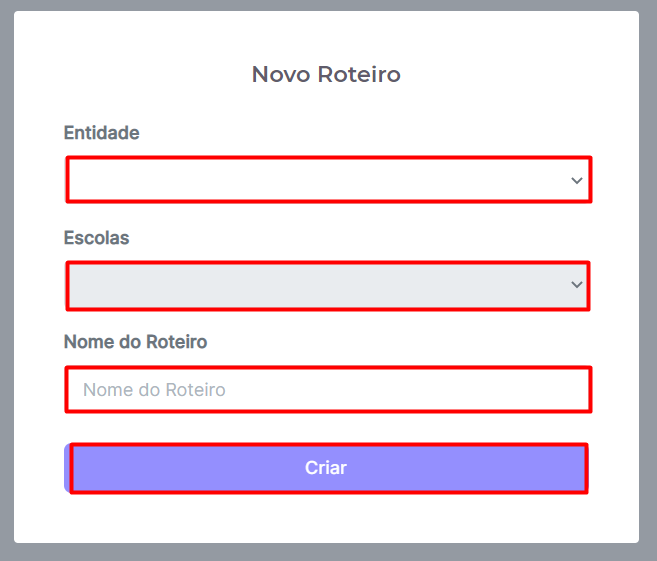 Novo Roteiro
Entidade
Escolas
Nome do Roteiro
Nome do Roteiro
Criar